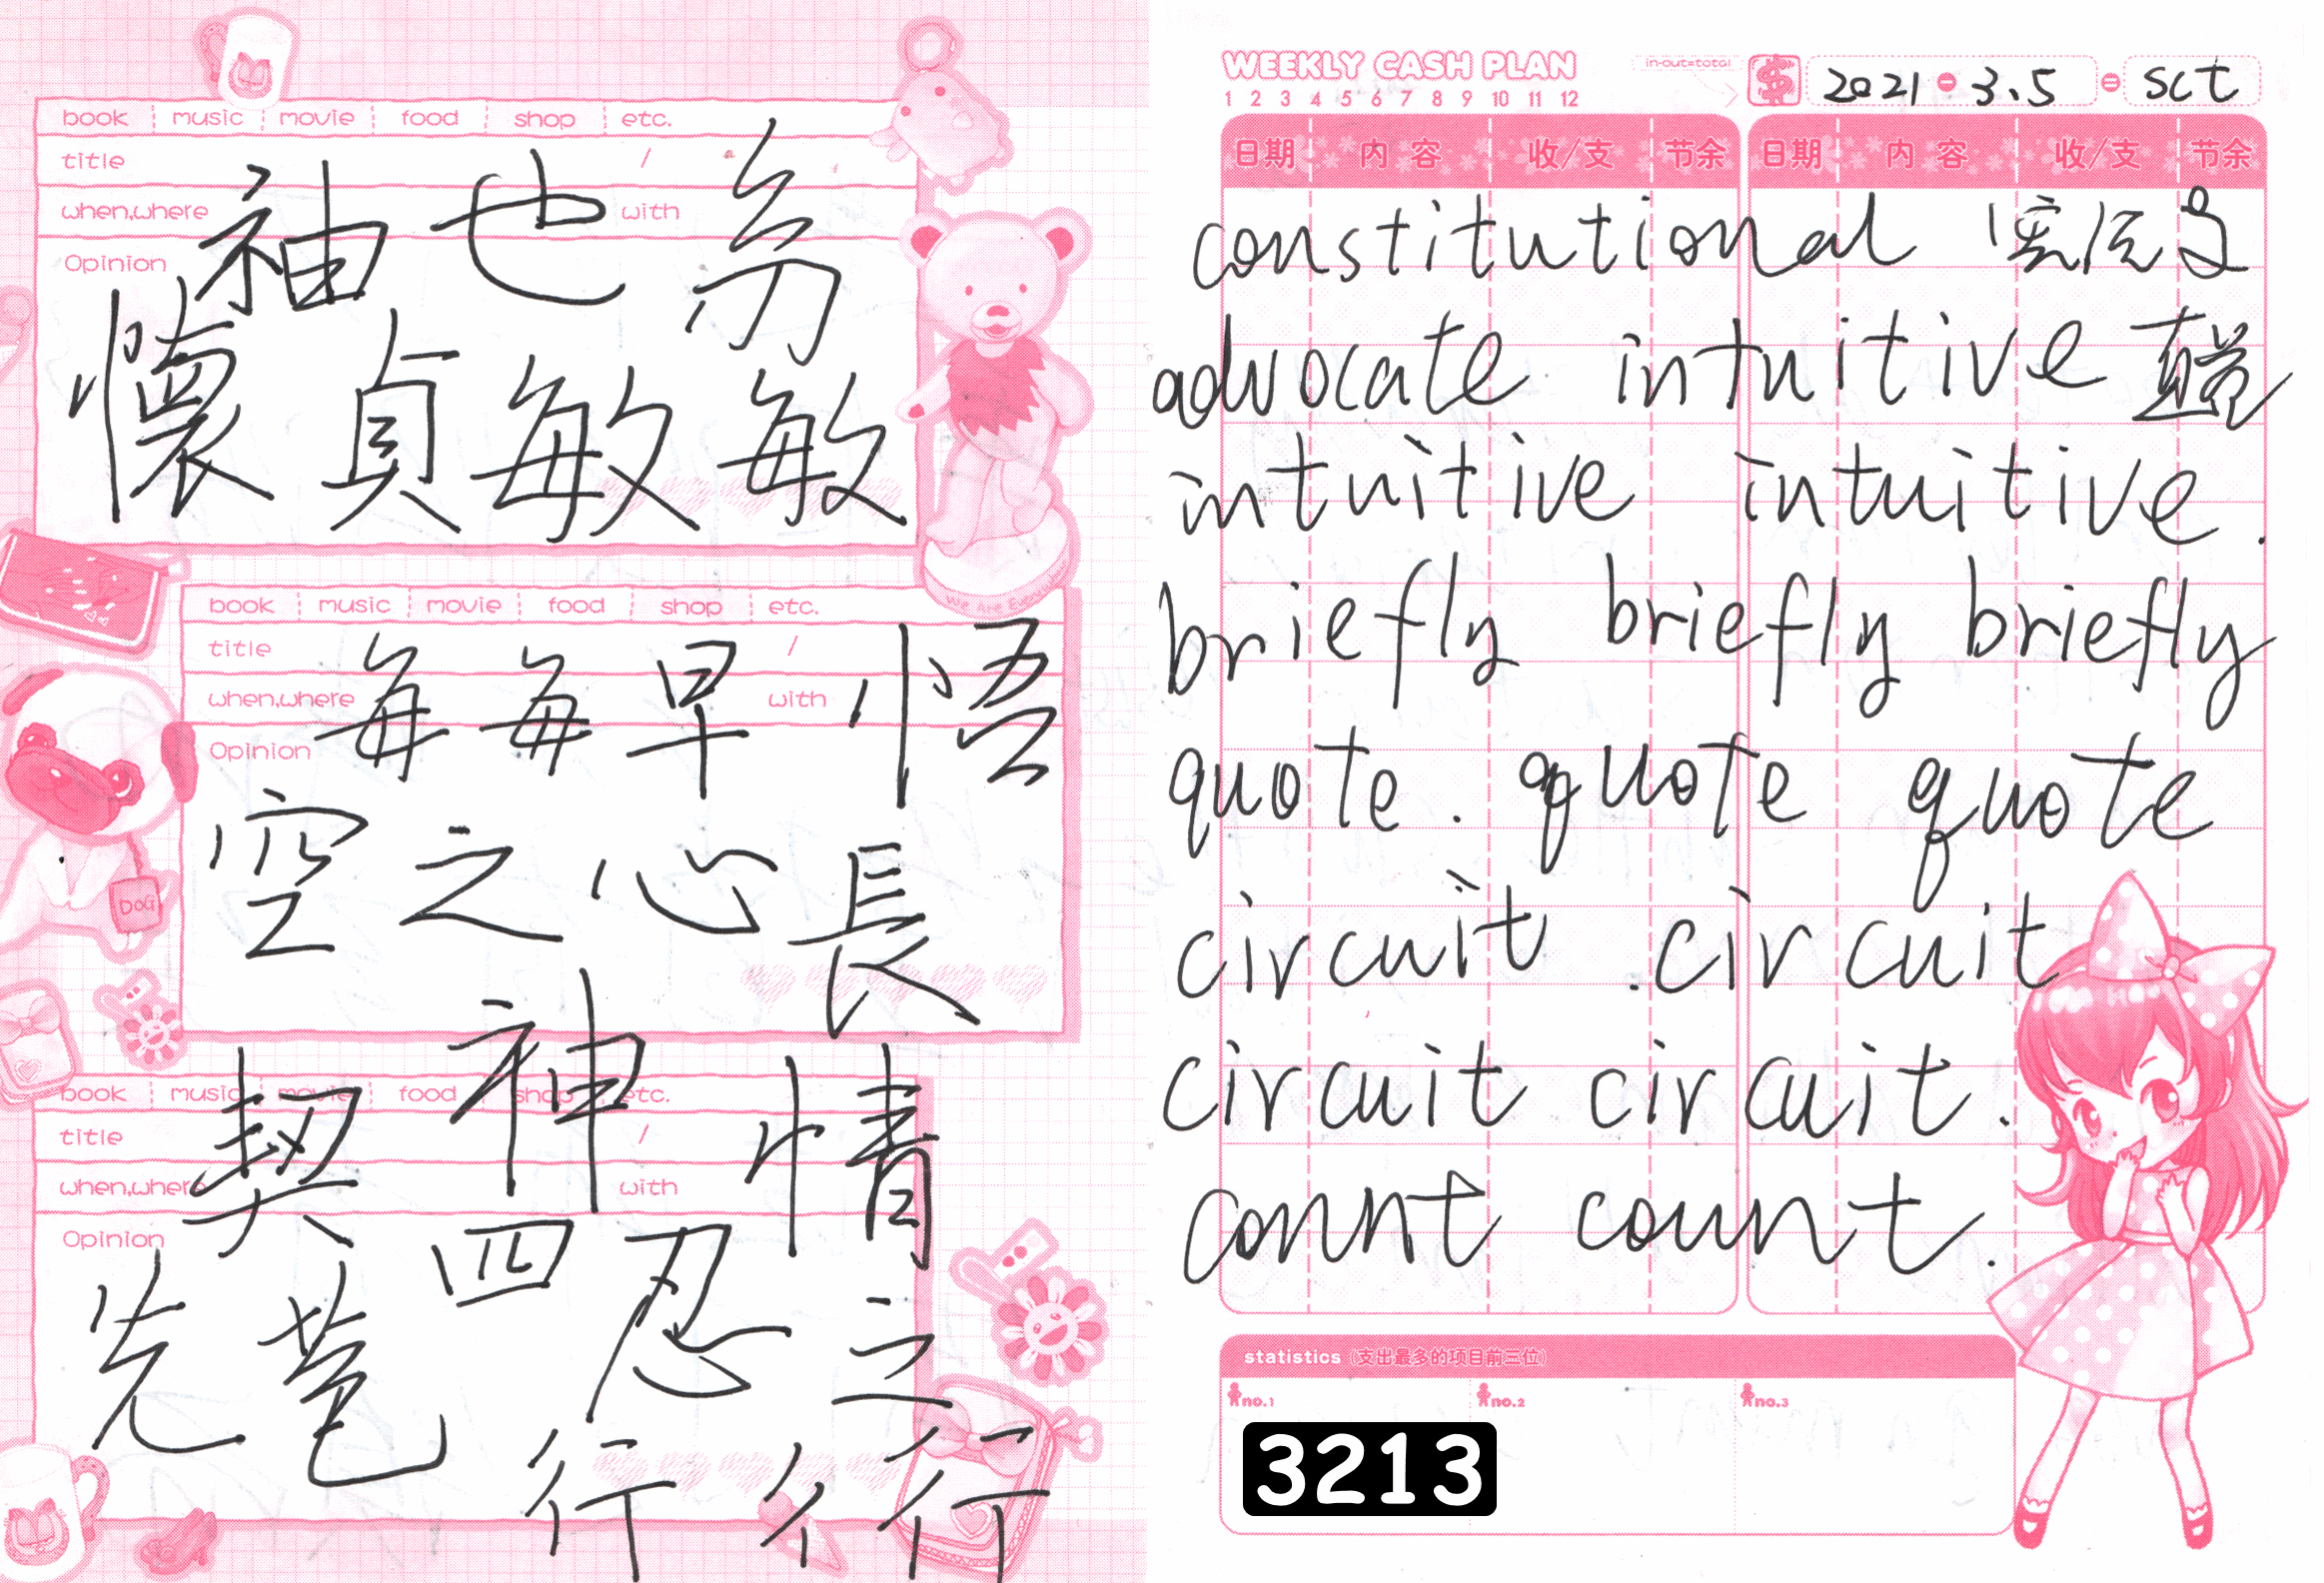 book music movie food shop etc.
title /
when,where with
Opinion
袖 也
懷 貞 敏 敏
We Are Ever
book music movie food shop etc.
title /
when,where with
Opinion
每 每 早 悟
空 之 心 長
DOG
book music movie food shop etc.
title /
when,where with
Opinion
契 神 情
先 四 忍 之
行 行
WEEKLY CASH PLAN
1 2 3 4 5 6 7 8 9 10 11 12
in-out=total
$ 2021 - 3.5 = SCt
日期 内容 收/支 节余 日期 内容 收/支 节余
constitutional
advocate intuitive 直觉
intuitive intuitive.
briefly briefly briefly
quote. quote quote
circuit .circuit
circuit circuit.
count count.
statistics (支出最多的项目前三位)
no.1 no.2 no.3
3213